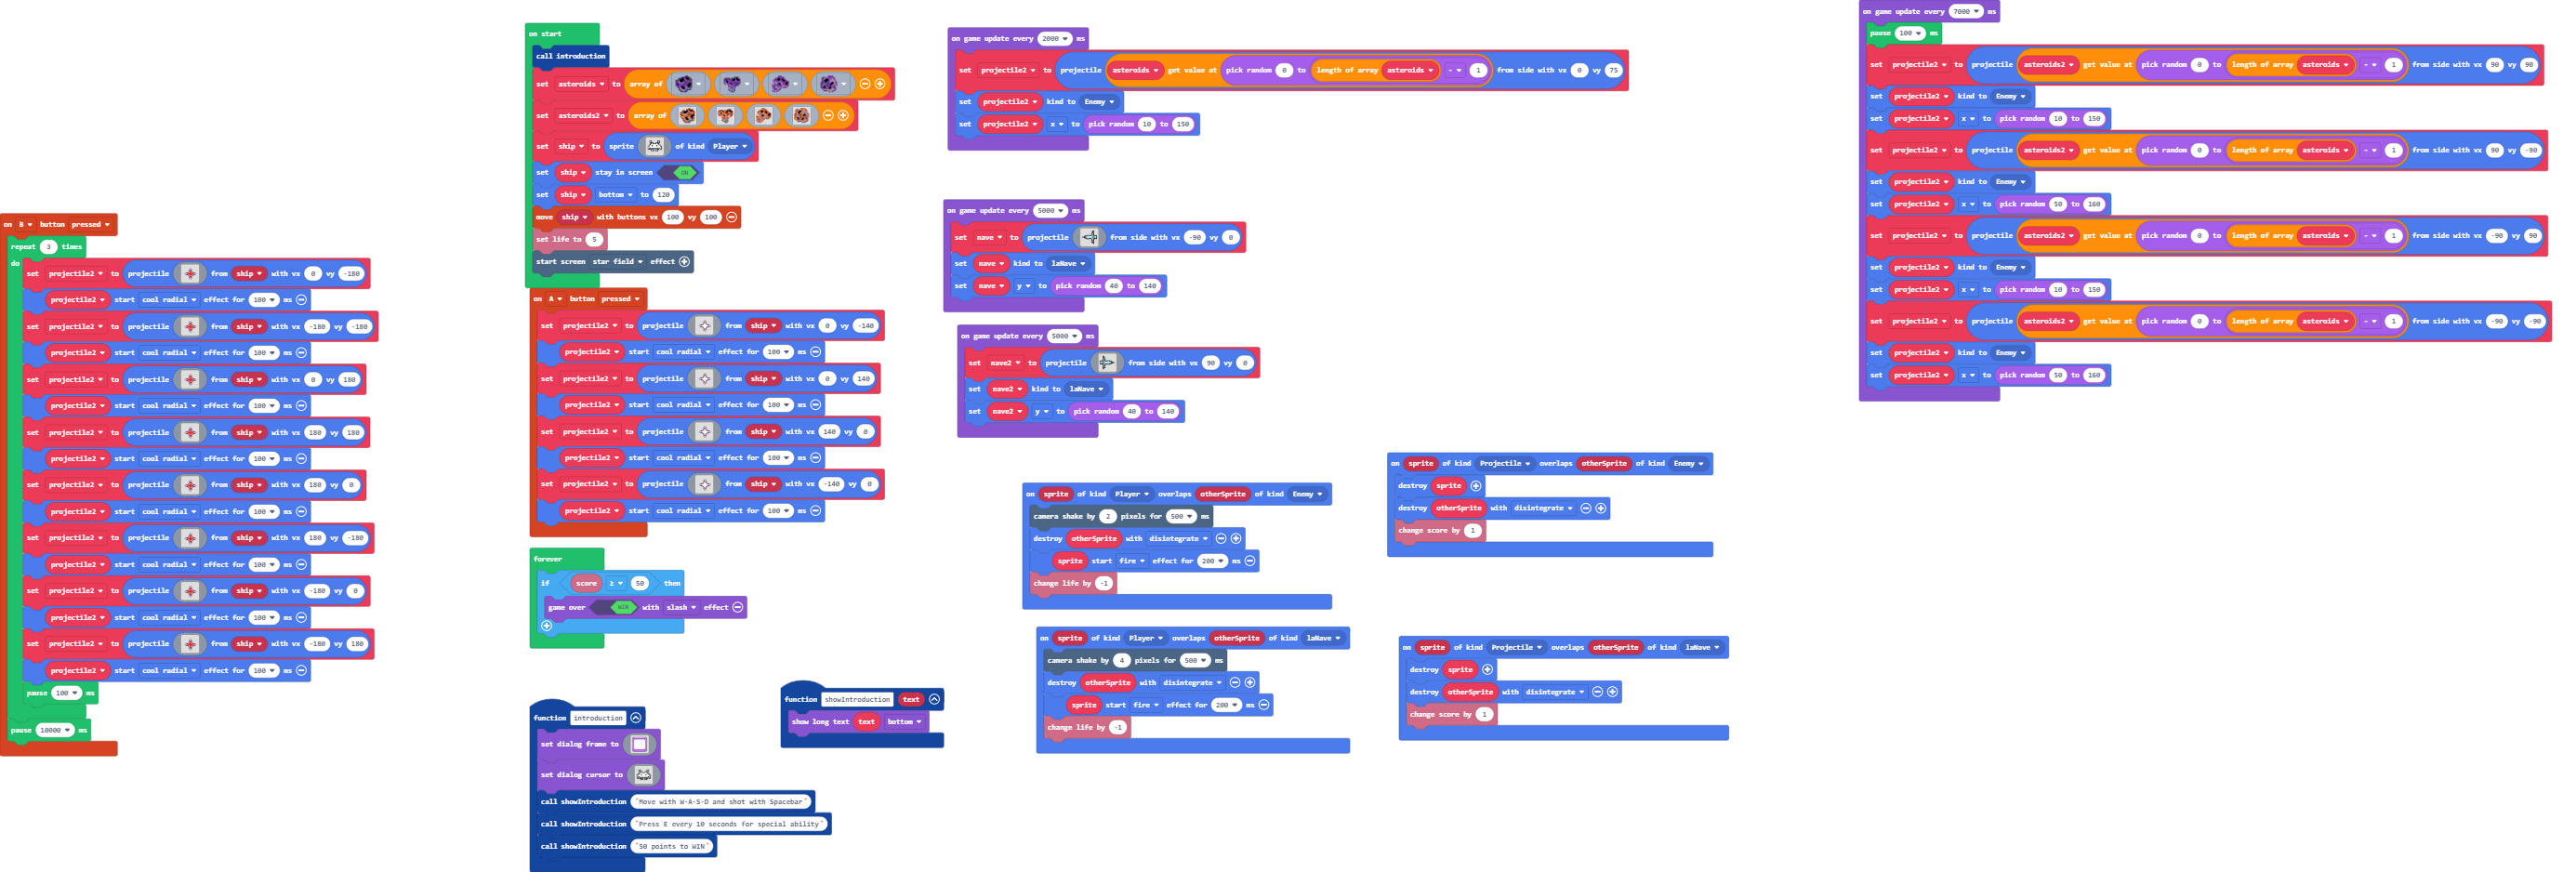 on B button pressed
repeat 3 times
do
set projectile2 to projectile from ship with vx 0 vy -180
projectile2 start cool radial effect for 100 ms
set projectile2 to projectile from ship with vx -180 vy -180
projectile2 start cool radial effect for 100 ms
set projectile2 to projectile from ship with vx 0 vy 180
projectile2 start cool radial effect for 100 ms
set projectile2 to projectile from ship with vx 180 vy 180
projectile2 start cool radial effect for 100 ms
set projectile2 to projectile from ship with vx 180 vy 0
projectile2 start cool radial effect for 100 ms
set projectile2 to projectile from ship with vx 180 vy -180
projectile2 start cool radial effect for 100 ms
set projectile2 to projectile from ship with vx -180 vy 0
projectile2 start cool radial effect for 100 ms
set projectile2 to projectile from ship with vx -180 vy 180
projectile2 start cool radial effect for 100 ms
pause 100 ms
pause 10000 ms
on start
call introduction
set asteroids to array of
set asteroids2 to array of
set ship to sprite of kind Player
set ship stay in screen ON
set ship bottom to 120
move ship with buttons vx 100 vy 100
set life to 5
start screen star field effect
on A button pressed
set projectile2 to projectile from ship with vx 0 vy -140
projectile2 start cool radial effect for 100 ms
set projectile2 to projectile from ship with vx 0 vy 140
projectile2 start cool radial effect for 100 ms
set projectile2 to projectile from ship with vx 140 vy 0
projectile2 start cool radial effect for 100 ms
set projectile2 to projectile from ship with vx -140 vy 0
projectile2 start cool radial effect for 100 ms
forever
if score ≥ 50 then
game over WIN with slash effect
function introduction
set dialog frame to
set dialog cursor to
call showIntroduction "Move with W-A-S-D and shot with Spacebar"
call showIntroduction "Press E every 10 seconds for special ability"
call showIntroduction "50 points to WIN"
function showIntroduction text
show long text text bottom
on game update every 2000 ms
set projectile2 to projectile asteroids get value at pick random 0 to length of array asteroids - 1 from side with vx 0 vy 75
set projectile2 kind to Enemy
set projectile2 x to pick random 10 to 150
on game update every 5000 ms
set nave to projectile from side with vx -90 vy 0
set nave kind to laNave
set nave y to pick random 40 to 140
on game update every 5000 ms
set nave2 to projectile from side with vx 90 vy 0
set nave2 kind to laNave
set nave2 y to pick random 40 to 140
on sprite of kind Player overlaps otherSprite of kind Enemy
camera shake by 2 pixels for 500 ms
destroy otherSprite with disintegrate
sprite start fire effect for 200 ms
change life by -1
on sprite of kind Player overlaps otherSprite of kind laNave
camera shake by 4 pixels for 500 ms
destroy otherSprite with disintegrate
sprite start fire effect for 200 ms
change life by -1
on sprite of kind Projectile overlaps otherSprite of kind Enemy
destroy sprite
destroy otherSprite with disintegrate
change score by 1
on sprite of kind Projectile overlaps otherSprite of kind laNave
destroy sprite
destroy otherSprite with disintegrate
change score by 1
on game update every 7000 ms
pause 100 ms
set projectile2 to projectile asteroids2 get value at pick random 0 to length of array asteroids - 1 from side with vx 90 vy 90
set projectile2 kind to Enemy
set projectile2 x to pick random 10 to 150
set projectile2 to projectile asteroids2 get value at pick random 0 to length of array asteroids - 1 from side with vx 90 vy -90
set projectile2 kind to Enemy
set projectile2 x to pick random 50 to 160
set projectile2 to projectile asteroids2 get value at pick random 0 to length of array asteroids - 1 from side with vx -90 vy 90
set projectile2 kind to Enemy
set projectile2 x to pick random 10 to 150
set projectile2 to projectile asteroids2 get value at pick random 0 to length of array asteroids - 1 from side with vx -90 vy -90
set projectile2 kind to Enemy
set projectile2 x to pick random 50 to 160